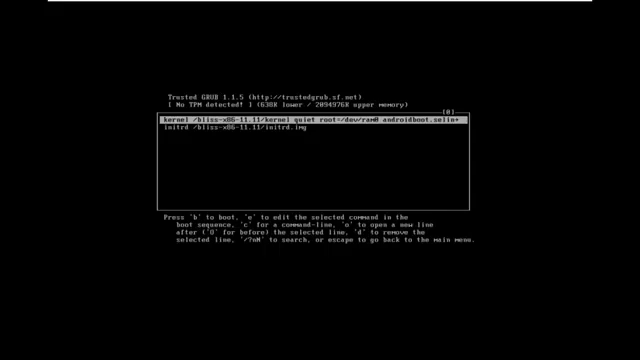 Trusted GRUB 1.1.5 (http://trustedgrub.sf.net)
[ No TPM detected! ] (638K lower / 2094976K upper memory)
[0]
kernel /bliss-x86-11.11/kernel quiet root=/dev/ram0 androidboot.selin+
initrd /bliss-x86-11.11/initrd.img
Press 'b' to boot, 'e' to edit the selected command in the
boot sequence, 'c' for a command-line, 'o' to open a new line
after ('O' for before) the selected line, 'd' to remove the
selected line, '/?nN' to search, or escape to go back to the main menu.